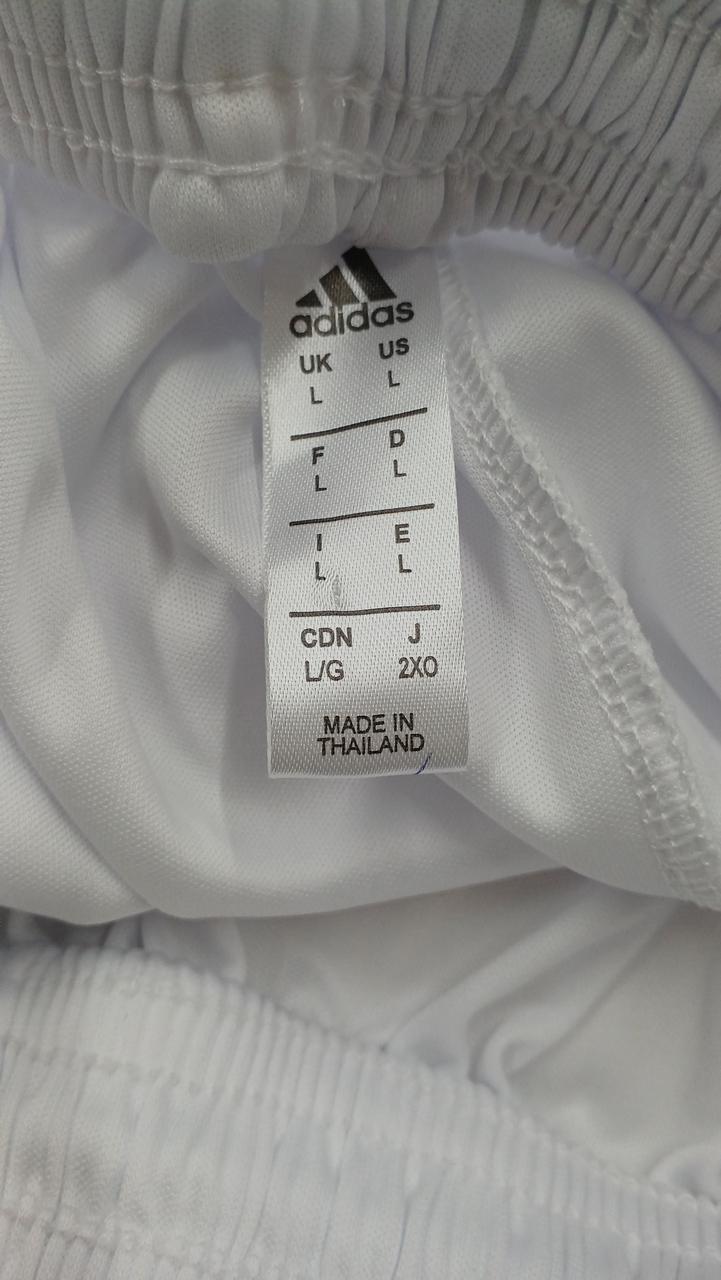 adidas
UK US
L L
F D
L L
I E
L L
CDN J
L/G 2XO
MADE IN
THAILAND